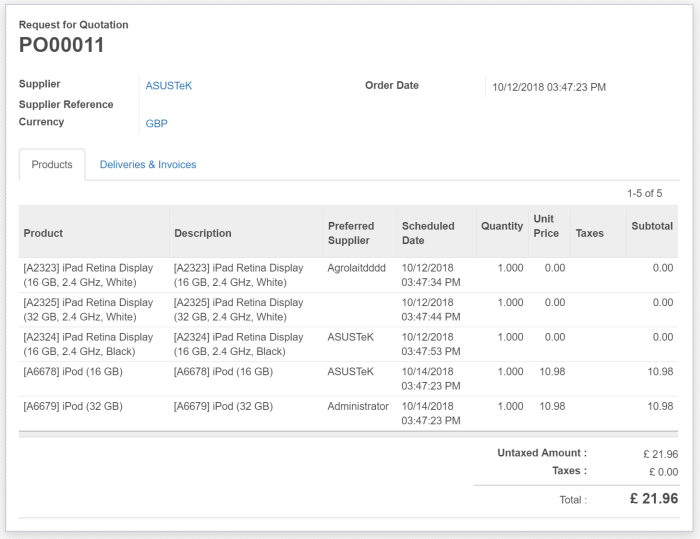 Request for Quotation
PO00011
Supplier ASUSTeK Order Date 10/12/2018 03:47:23 PM
Supplier Reference
Currency GBP
Products Deliveries & Invoices
1-5 of 5
Product Description Preferred Supplier Scheduled Date Quantity Unit Price Taxes Subtotal
[A2323] iPad Retina Display [A2323] iPad Retina Display Agrolaitdddd 10/12/2018 1.000 0.00 0.00
(16 GB, 2.4 GHz, White) (16 GB, 2.4 GHz, White) 03:47:34 PM
[A2325] iPad Retina Display [A2325] iPad Retina Display 10/12/2018 1.000 0.00 0.00
(32 GB, 2.4 GHz, White) (32 GB, 2.4 GHz, White) 03:47:44 PM
[A2324] iPad Retina Display [A2324] iPad Retina Display ASUSTeK 10/12/2018 1.000 0.00 0.00
(16 GB, 2.4 GHz, Black) (16 GB, 2.4 GHz, Black) 03:47:53 PM
[A6678] iPod (16 GB) [A6678] iPod (16 GB) ASUSTeK 10/14/2018 1.000 10.98 10.98
03:47:23 PM
[A6679] iPod (32 GB) [A6679] iPod (32 GB) Administrator 10/14/2018 1.000 10.98 10.98
03:47:23 PM
Untaxed Amount : £ 21.96
Taxes : £ 0.00
Total : £ 21.96